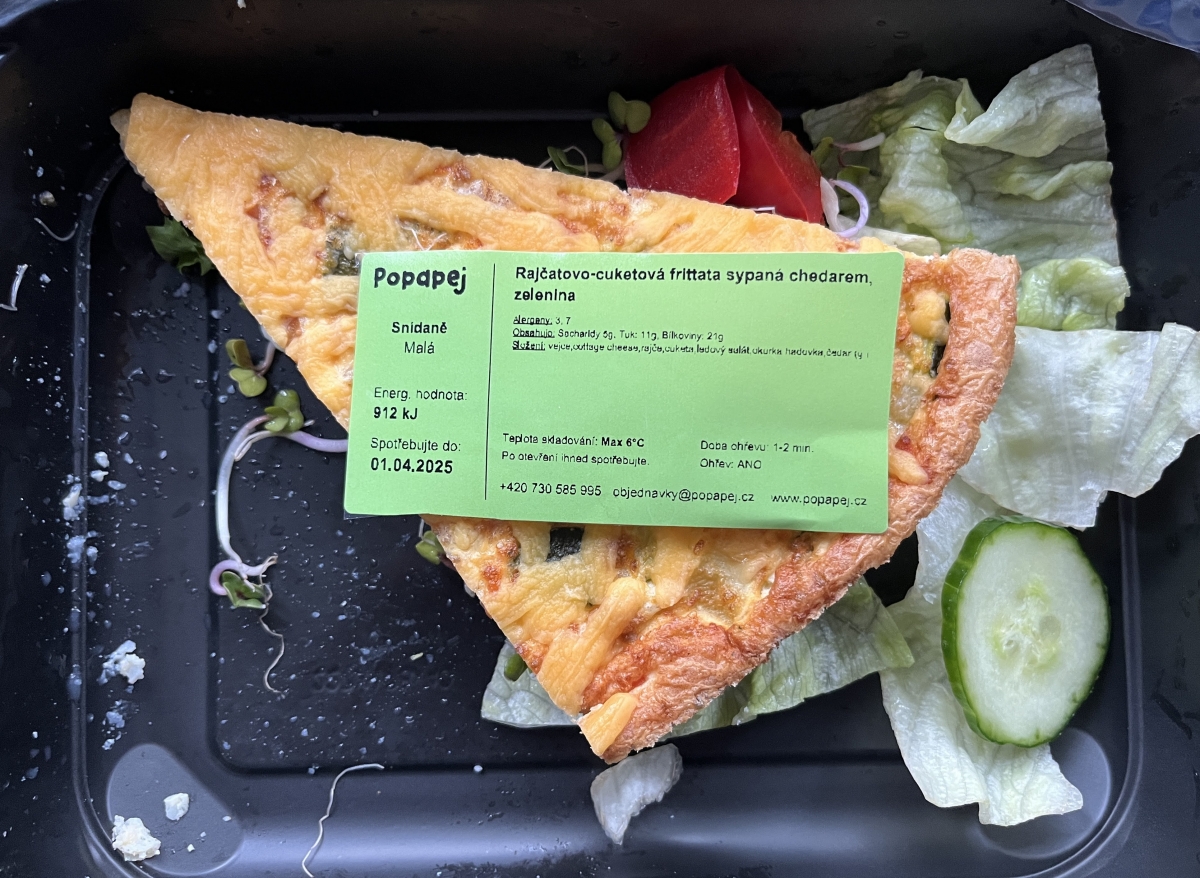 Popapej
Snídaně
Malá
Energ. hodnota:
912 kJ
Spotřebujte do:
01.04.2025
Rajčatovo-cuketová frittata sypaná chedarem,
zelenina
Alergeny: 3, 7
Obsahuje: Sacharidy 5g, Tuk: 11g, Bílkoviny: 21g
Složení: vejce,cottage cheese,rajče,cuketa,ledový salát,okurka hadovka,čedar
Teplota skladování: Max 6°C
Po otevření ihned spotřebujte.
Doba ohřevu: 1-2 min.
Ohřev: ANO
+420 730 585 995 objednavky@popapej.cz www.popapej.cz